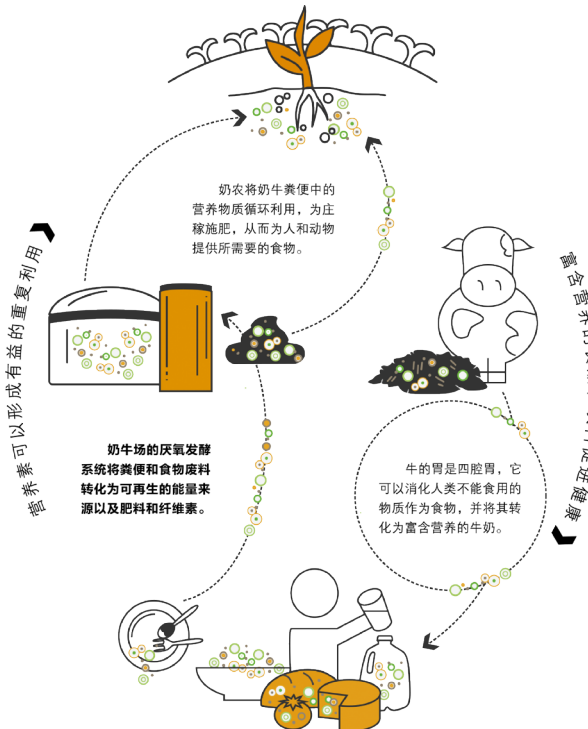 奶农将奶牛粪便中的
营养物质循环利用，为庄
稼施肥，从而为人和动物
提供所需要的食物。
营养素可以形成有益的重复利用
富含营养的 促进健康
奶牛场的厌氧发酵
系统将粪便和食物废料
转化为可再生的能量来
源以及肥料和纤维素。
牛的胃是四腔胃，它
可以消化人类不能食用的
物质作为食物，并将其转
化为富含营养的牛奶。